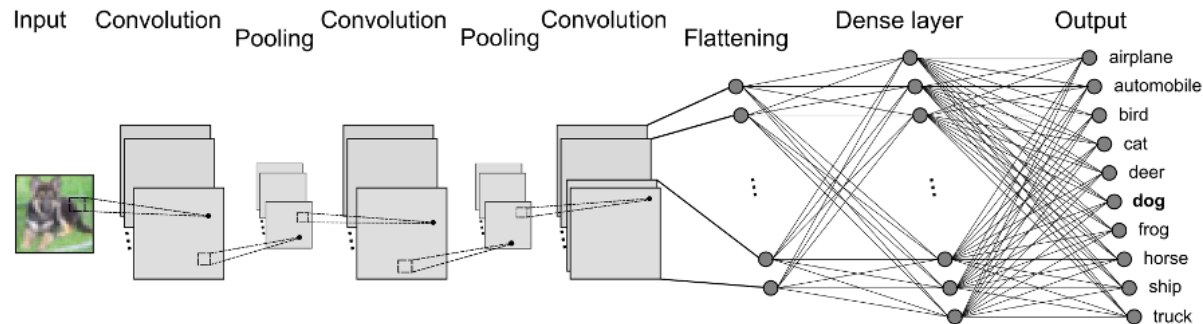 Input
Convolution
Pooling
Convolution
Pooling
Convolution
Flattening
Dense layer
Output
airplane
automobile
bird
cat
deer
dog
frog
horse
ship
truck